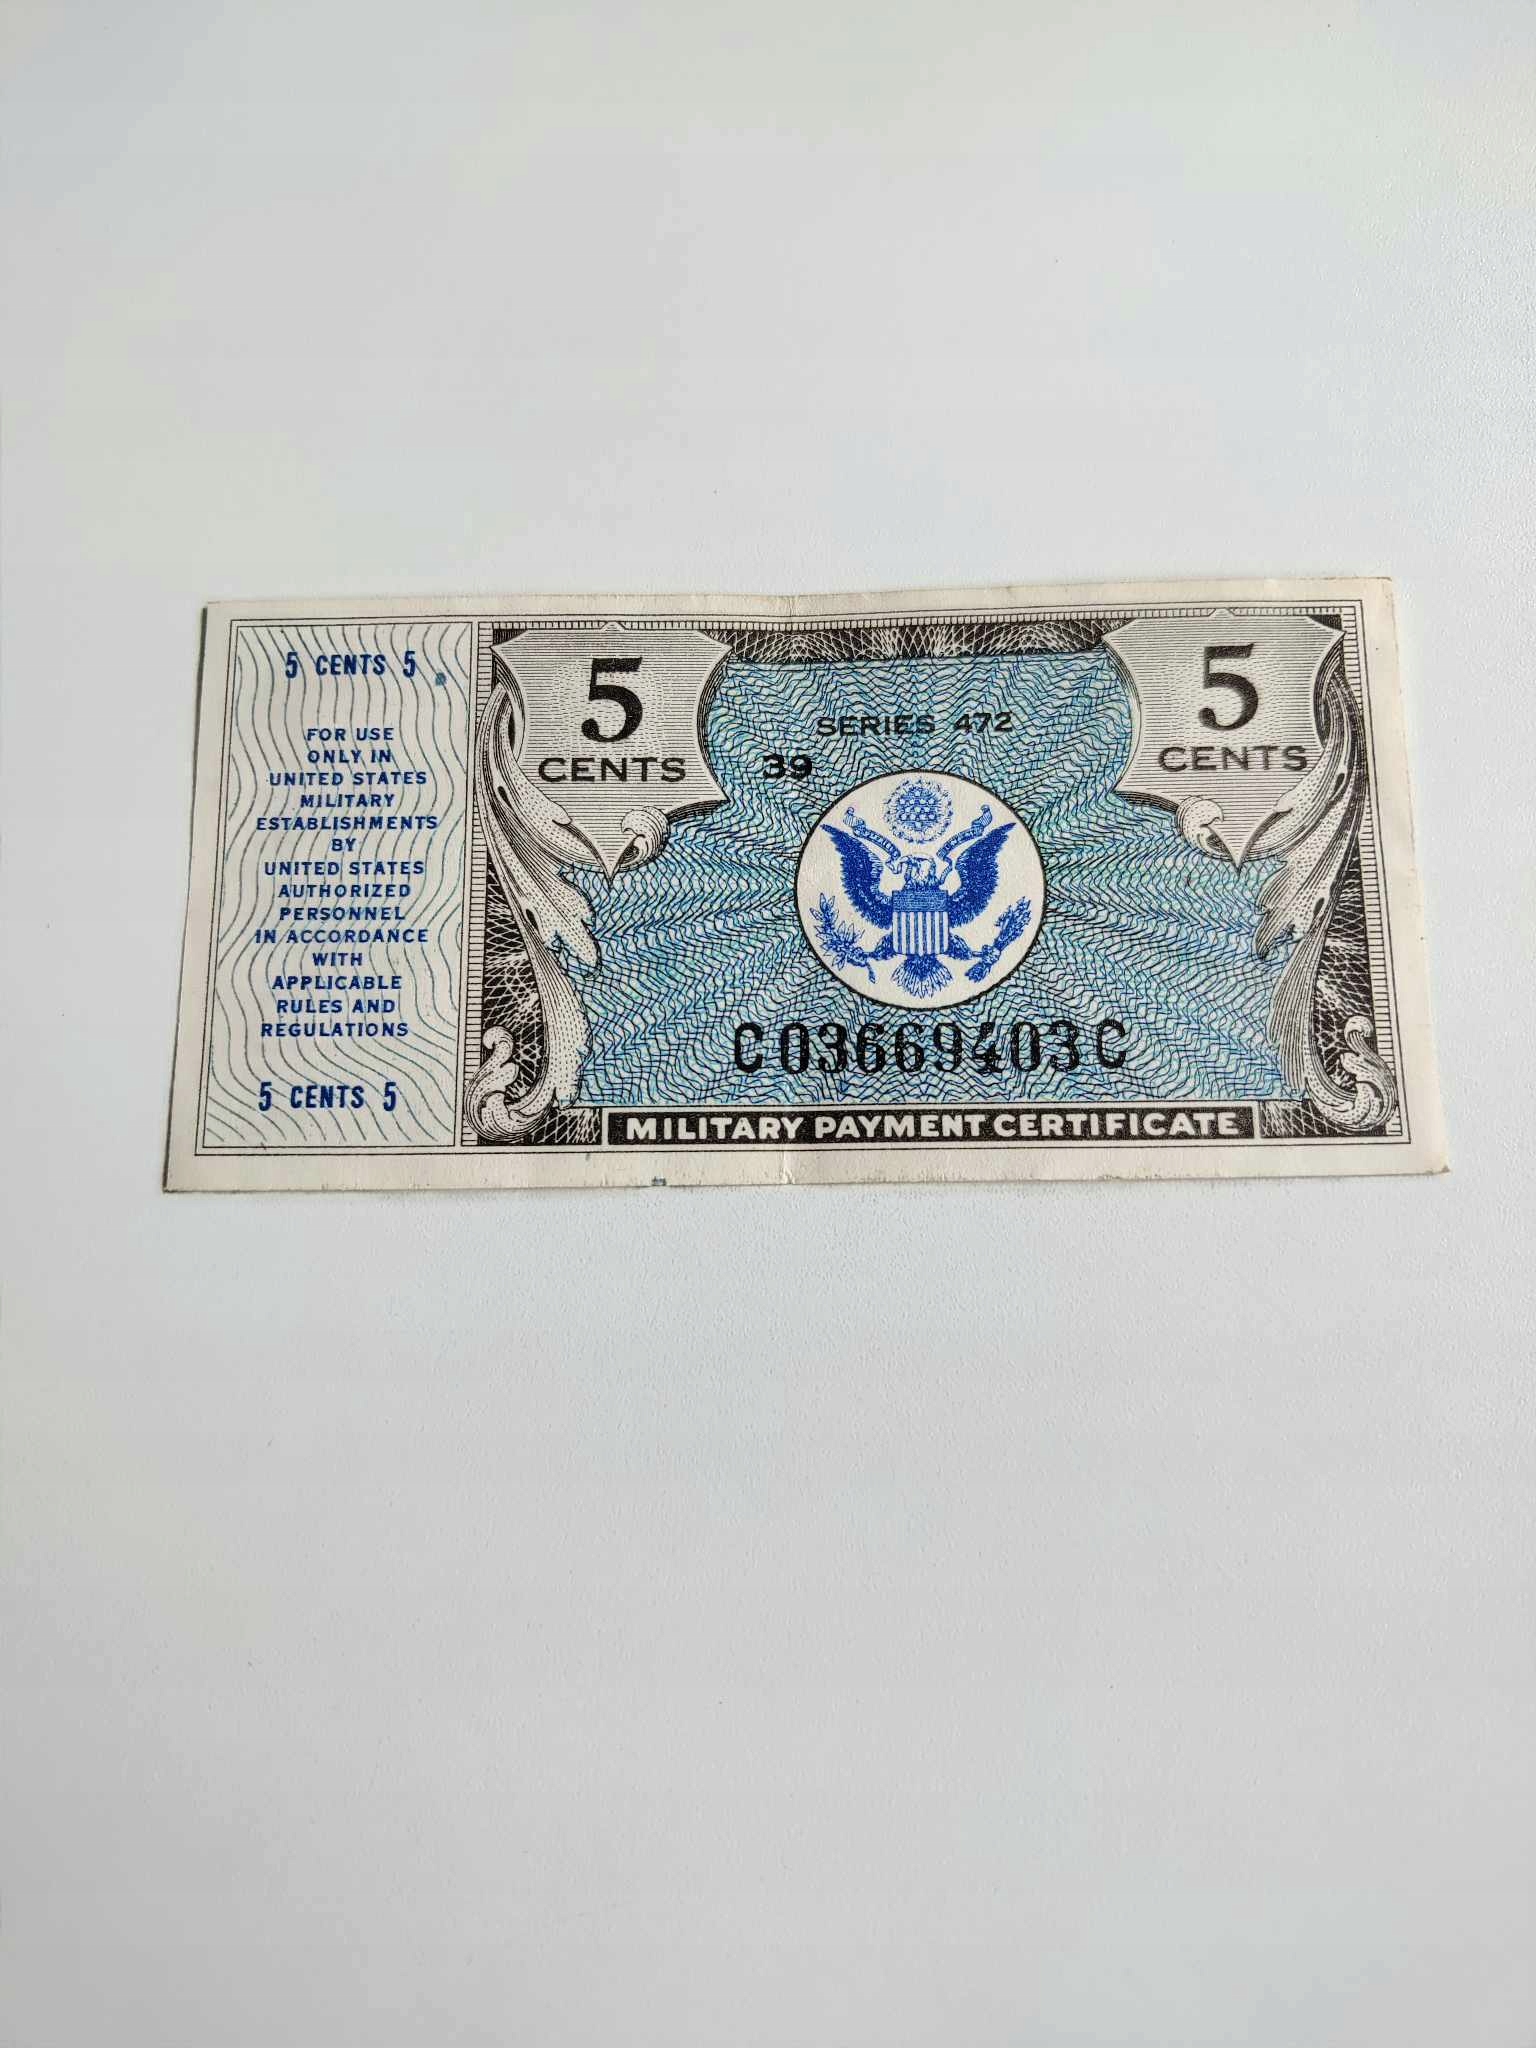 5 CENTS 5
FOR USE
ONLY IN
UNITED STATES
MILITARY
ESTABLISHMENTS
BY
UNITED STATES
AUTHORIZED
PERSONNEL
IN ACCORDANCE
WITH
APPLICABLE
RULES AND
REGULATIONS
5 CENTS 5
5
CENTS
SERIES 472
39
C03669403C
MILITARY PAYMENT CERTIFICATE
5
CENTS